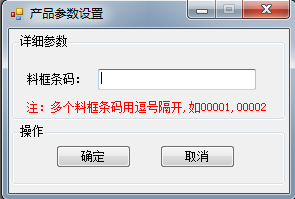 产品参数设置
详细参数
料框条码：
注：多个料框条码用逗号隔开,如00001,00002
操作
确定
取消